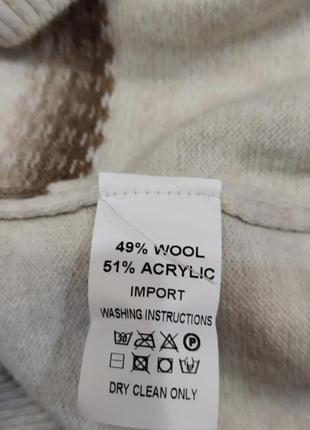 49% WOOL
51% ACRYLIC
IMPORT
WASHING INSTRUCTIONS
DRY CLEAN ONLY